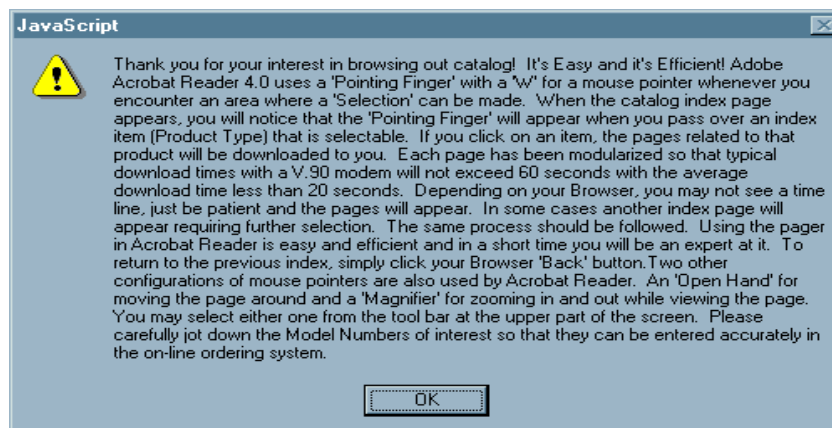 JavaScript
Thank you for your interest in browsing out catalog!  It's Easy and it's Efficient! Adobe
Acrobat Reader 4.0 uses a 'Pointing Finger' with a 'W' for a mouse pointer whenever you
encounter an area where a 'Selection' can be made.  When the catalog index page
appears, you will notice that the 'Pointing Finger' will appear when you pass over an index
item (Product Type) that is selectable.  If you click on an item, the pages related to that
product will be downloaded to you.  Each page has been modularized so that typical
download times with a V.90 modem will not exceed 60 seconds with the average
download time less than 20 seconds.  Depending on your Browser, you may not see a time
line, just be patient and the pages will appear.  In some cases another index page will
appear requiring further selection.  The same process should be followed.  Using the pager
in Acrobat Reader is easy and efficient and in a short time you will be an expert at it.  To
return to the previous index, simply click your Browser 'Back' button.Two other
configurations of mouse pointers are also used by Acrobat Reader.  An 'Open Hand' for
moving the page around and a 'Magnifier' for zooming in and out while viewing the page.
You may select either one from the tool bar at the upper part of the screen.  Please
carefully jot down the Model Numbers of interest so that they can be entered accurately in
the on-line ordering system.
OK